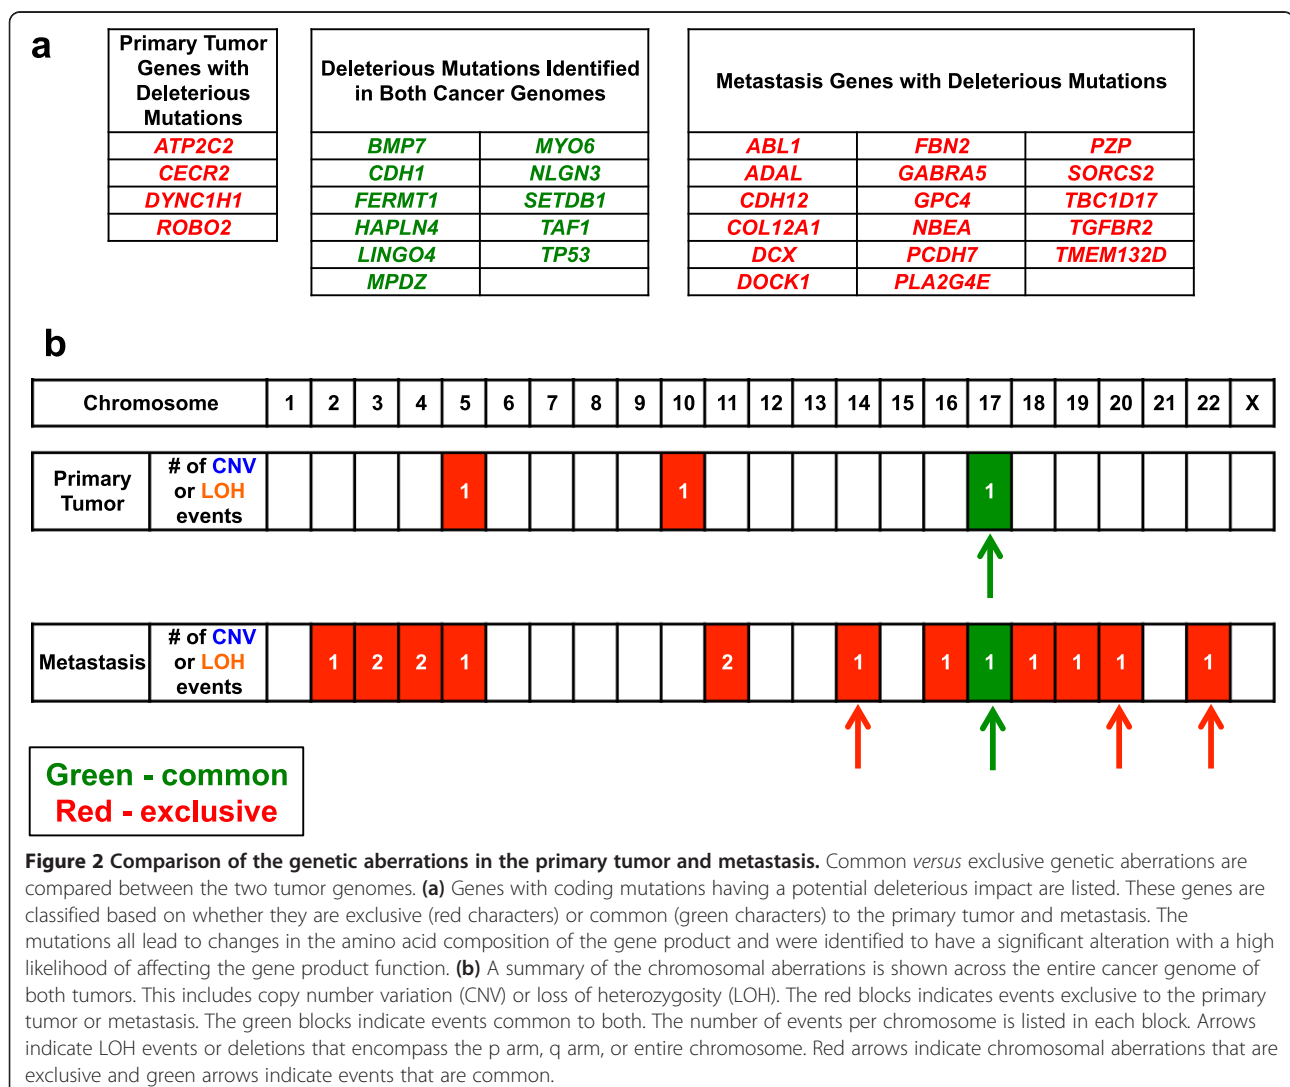 a
Primary Tumor
Genes with
Deleterious
Mutations
ATP2C2
CECR2
DYNC1H1
ROBO2
Deleterious Mutations Identified
in Both Cancer Genomes
BMP7 MYO6
CDH1 NLGN3
FERMT1 SETDB1
HAPLN4 TAF1
LINGO4 TP53
MPDZ
Metastasis Genes with Deleterious Mutations
ABL1 FBN2 PZP
ADAL GABRA5 SORCS2
CDH12 GPC4 TBC1D17
COL12A1 NBEA TGFBR2
DCX PCDH7 TMEM132D
DOCK1 PLA2G4E
b
Chromosome 1 2 3 4 5 6 7 8 9 10 11 12 13 14 15 16 17 18 19 20 21 22 X
Primary
Tumor
# of CNV
or LOH
events
1 1 1
Metastasis
# of CNV
or LOH
events
1 2 2 1 2 1 1 1 1 1 1 1
Green - common
Red - exclusive
Figure 2 Comparison of the genetic aberrations in the primary tumor and metastasis. Common versus exclusive genetic aberrations are
compared between the two tumor genomes. (a) Genes with coding mutations having a potential deleterious impact are listed. These genes are
classified based on whether they are exclusive (red characters) or common (green characters) to the primary tumor and metastasis. The
mutations all lead to changes in the amino acid composition of the gene product and were identified to have a significant alteration with a high
likelihood of affecting the gene product function. (b) A summary of the chromosomal aberrations is shown across the entire cancer genome of
both tumors. This includes copy number variation (CNV) or loss of heterozygosity (LOH). The red blocks indicates events exclusive to the primary
tumor or metastasis. The green blocks indicate events common to both. The number of events per chromosome is listed in each block. Arrows
indicate LOH events or deletions that encompass the p arm, q arm, or entire chromosome. Red arrows indicate chromosomal aberrations that are
exclusive and green arrows indicate events that are common.